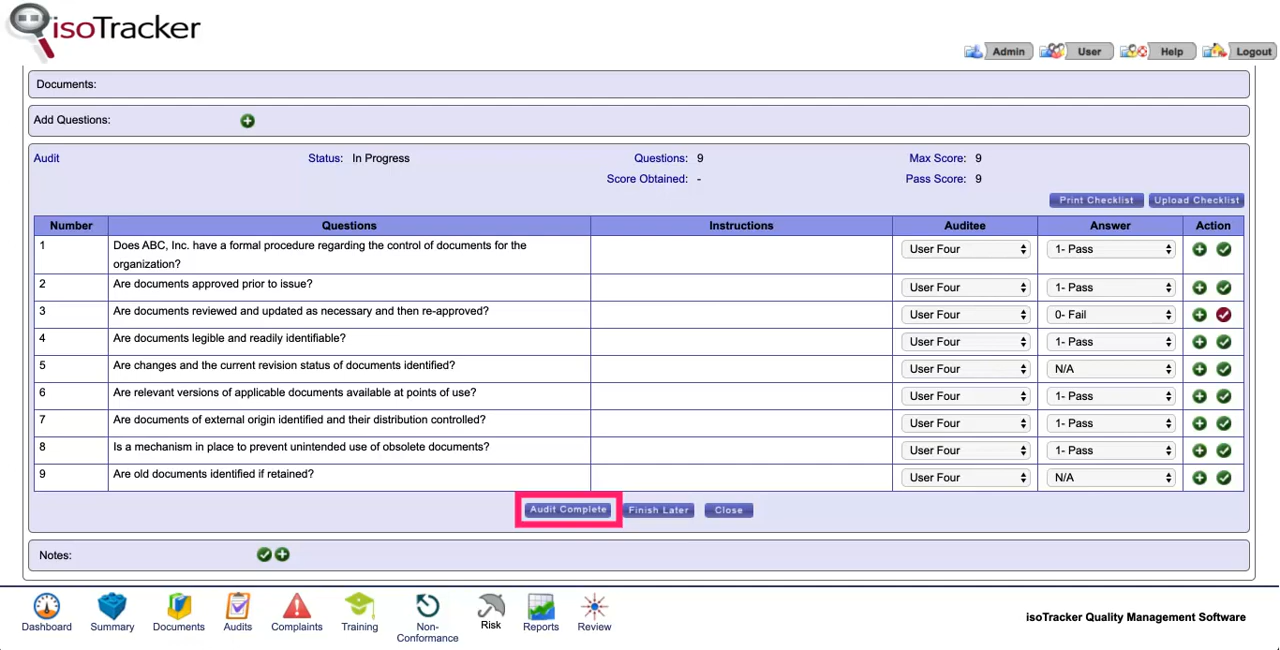 isoTracker
Admin User Help Logout
Documents:
Add Questions:
Audit Status: In Progress Questions: 9 Max Score: 9
Score Obtained: - Pass Score: 9
Print Checklist Upload Checklist
Number Questions Instructions Auditee Answer Action
1 Does ABC, Inc. have a formal procedure regarding the control of documents for the User Four 1- Pass
organization?
2 Are documents approved prior to issue? User Four 1- Pass
3 Are documents reviewed and updated as necessary and then re-approved? User Four 0- Fail
4 Are documents legible and readily identifiable? User Four 1- Pass
5 Are changes and the current revision status of documents identified? User Four N/A
6 Are relevant versions of applicable documents available at points of use? User Four 1- Pass
7 Are documents of external origin identified and their distribution controlled? User Four 1- Pass
8 Is a mechanism in place to prevent unintended use of obsolete documents? User Four 1- Pass
9 Are old documents identified if retained? User Four N/A
Audit Complete Finish Later Close
Notes:
Dashboard Summary Documents Audits Complaints Training Non- Risk Reports Review
Conformance
isoTracker Quality Management Software